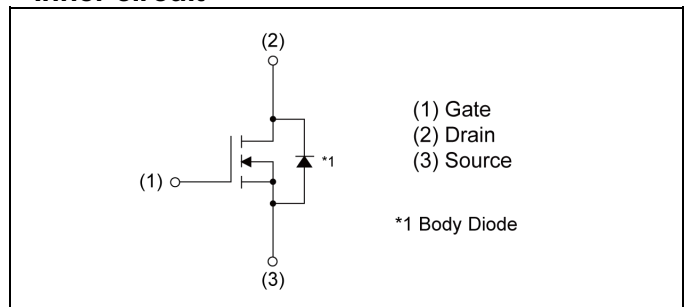 (2)
(1) Gate
(2) Drain
(3) Source
*1
(1)
*1 Body Diode
(3)